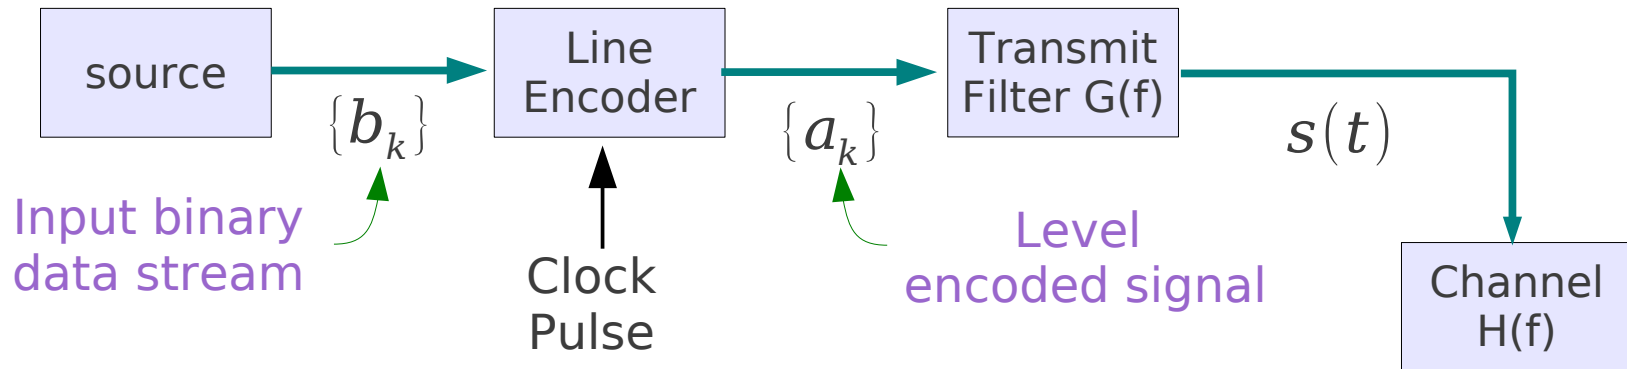 source
{b_k}
Input binary
data stream
Line
Encoder
Clock
Pulse
{a_k}
Level
encoded signal
Transmit
Filter G(f)
s(t)
Channel
H(f)